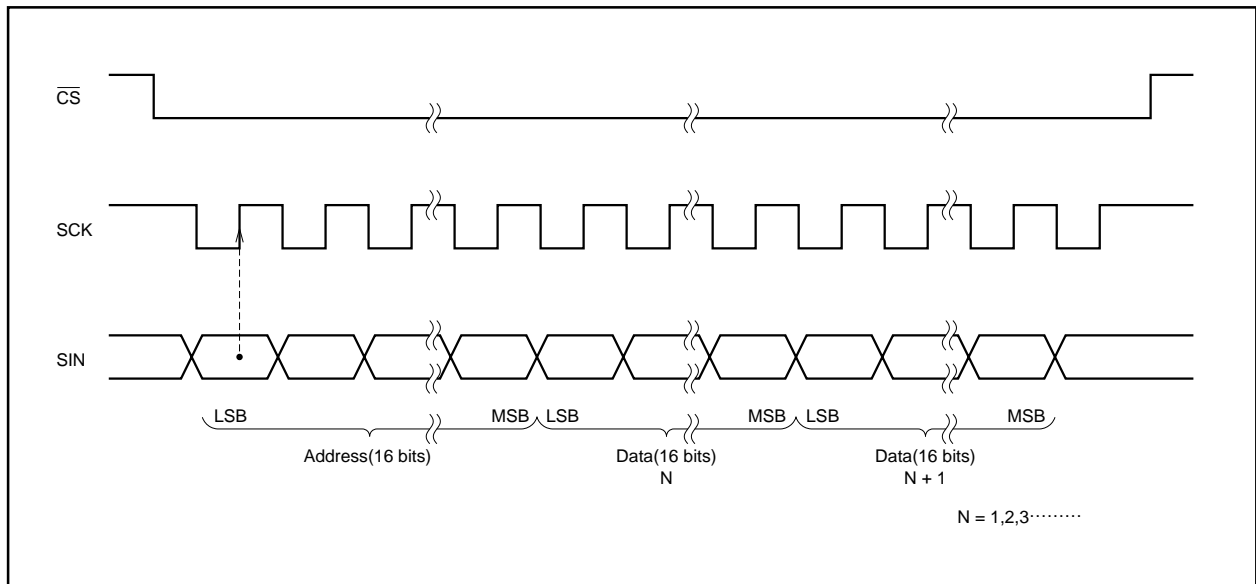 CS
SCK
SIN
LSB MSB LSB MSB LSB MSB
Address(16 bits) Data(16 bits) Data(16 bits)
N N + 1
N = 1,2,3·········